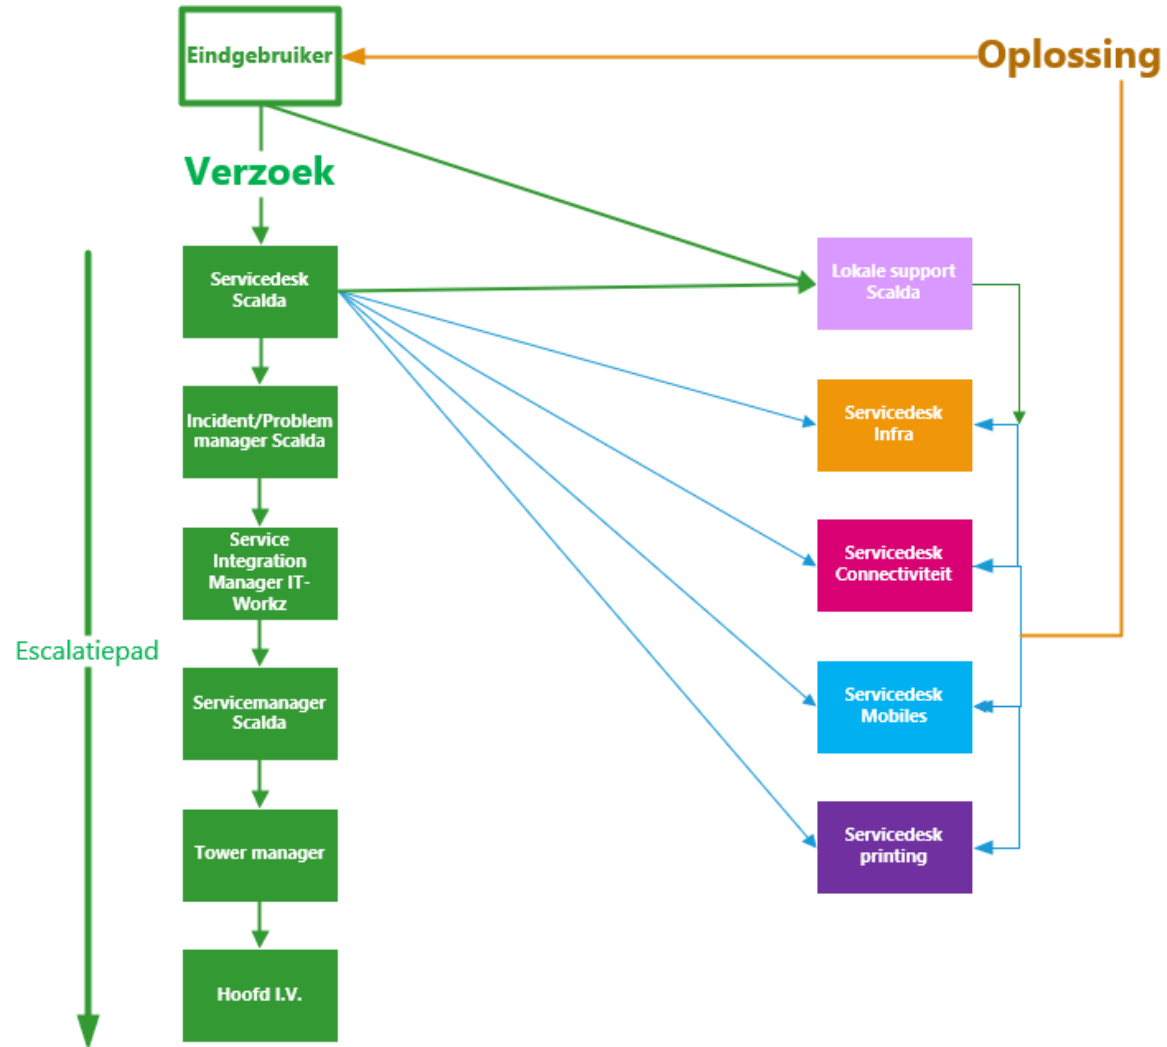 Eindgebruiker
Oplossing
Verzoek
Servicedesk
Scalda
Lokale support
Scalda
Incident/Problem
manager Scalda
Servicedesk
Infra
Service
Integration
Manager IT-
Workz
Servicedesk
Connectiviteit
Escalatiepad
Servicemanager
Scalda
Servicedesk
Mobiles
Tower manager
Servicedesk
printing
Hoofd I.V.